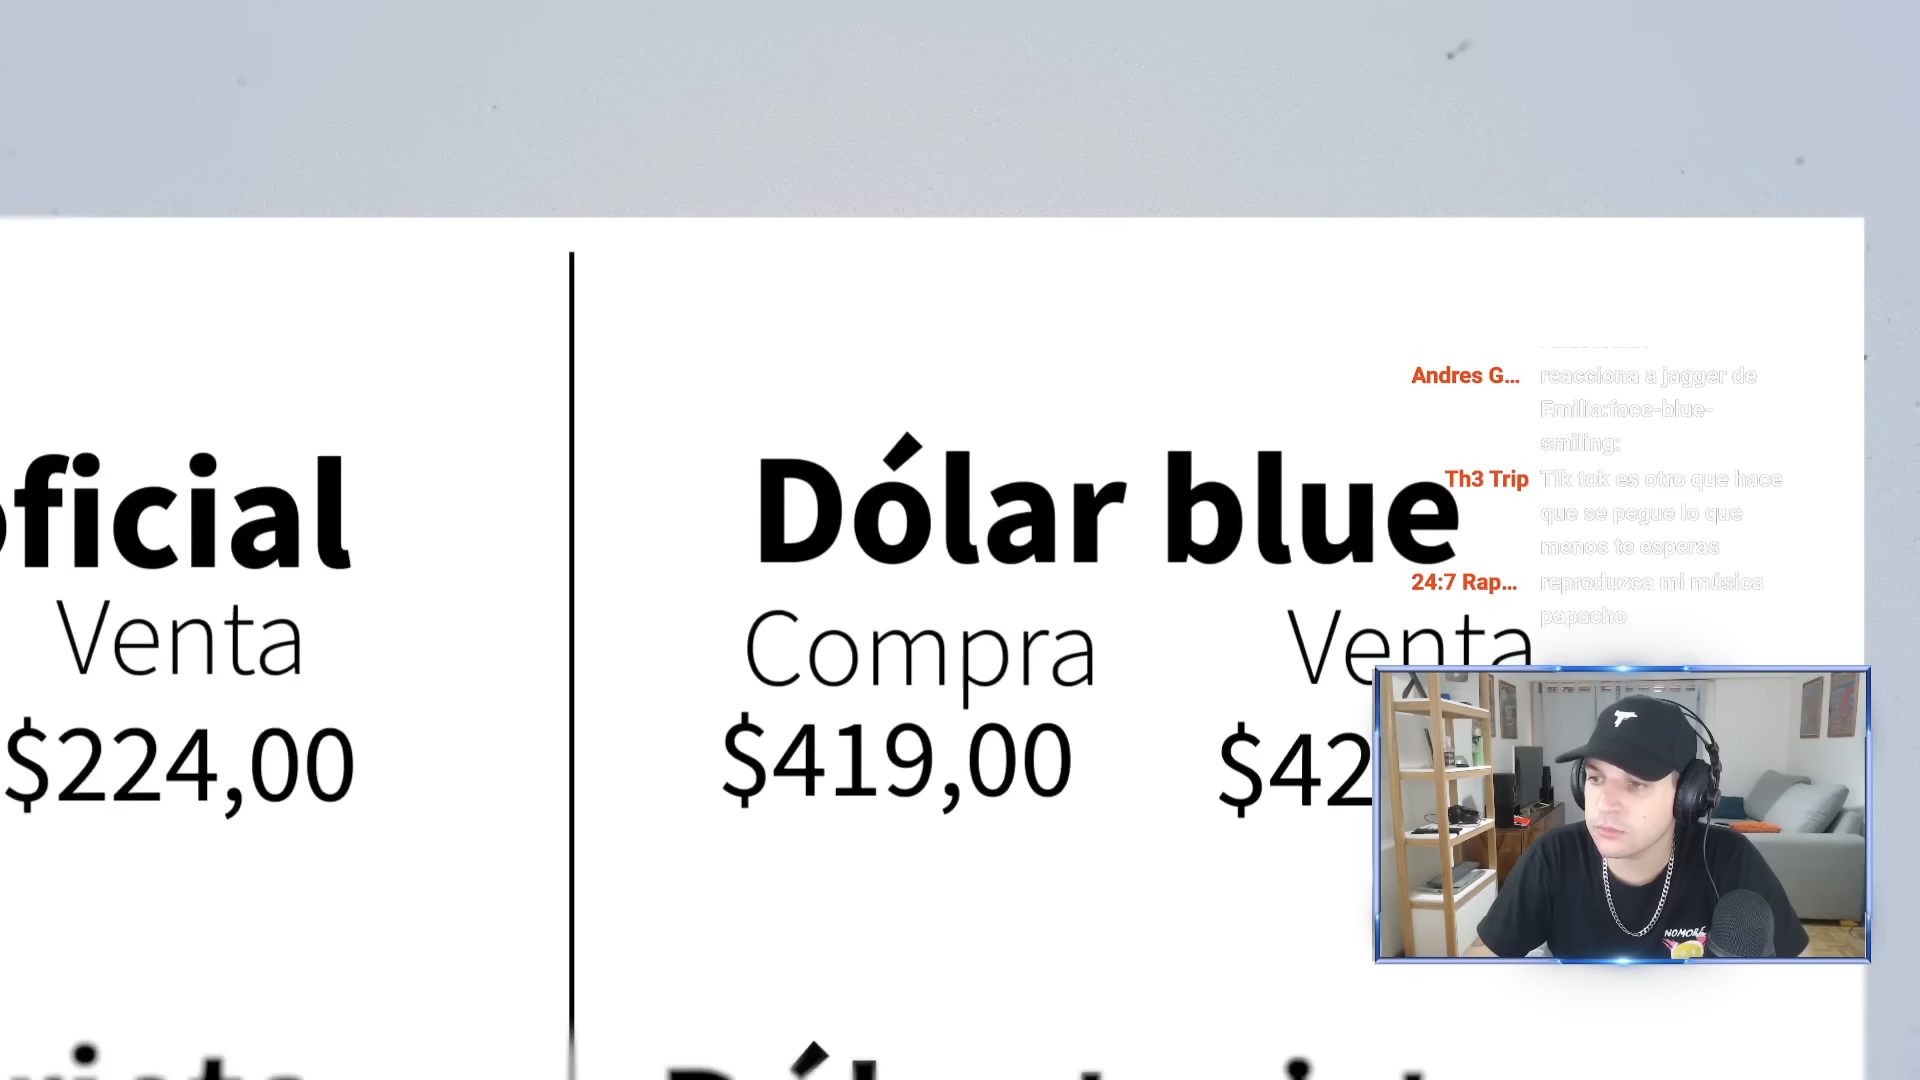 oficial
Venta
$224,00
Dólar blue
Compra
Venta
$419,00
$42
Andres G... reacciona a jagger de
Emilia:face-blue-
smiling:
Th3 Trip Tik tok es otro que hace
que se pegue lo que
menos te esperas
24:7 Rap... reproduzca mi música
papacho
NOMORE